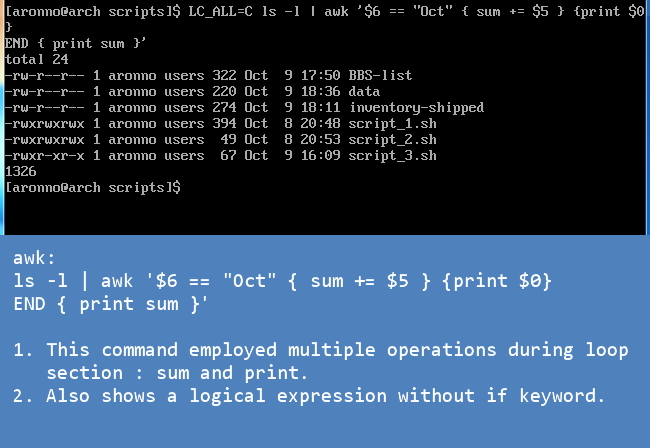 [aronno@arch scripts]$ LC_ALL=C ls -l | awk '$6 == "Oct" { sum += $5 } {print $0
}
END { print sum }'
total 24
-rw-r--r-- 1 aronno users 322 Oct  9 17:50 BBS-list
-rw-r--r-- 1 aronno users 220 Oct  9 18:36 data
-rw-r--r-- 1 aronno users 274 Oct  9 18:11 inventory-shipped
-rwxrwxrwx 1 aronno users 394 Oct  8 20:48 script_1.sh
-rwxrwxrwx 1 aronno users  49 Oct  8 20:53 script_2.sh
-rwxr-xr-x 1 aronno users  67 Oct  9 16:09 script_3.sh
1326
[aronno@arch scripts]$
awk:
ls -l | awk '$6 == "Oct" { sum += $5 } {print $0}
END { print sum }'
1. This command employed multiple operations during loop
section : sum and print.
2. Also shows a logical expression without if keyword.